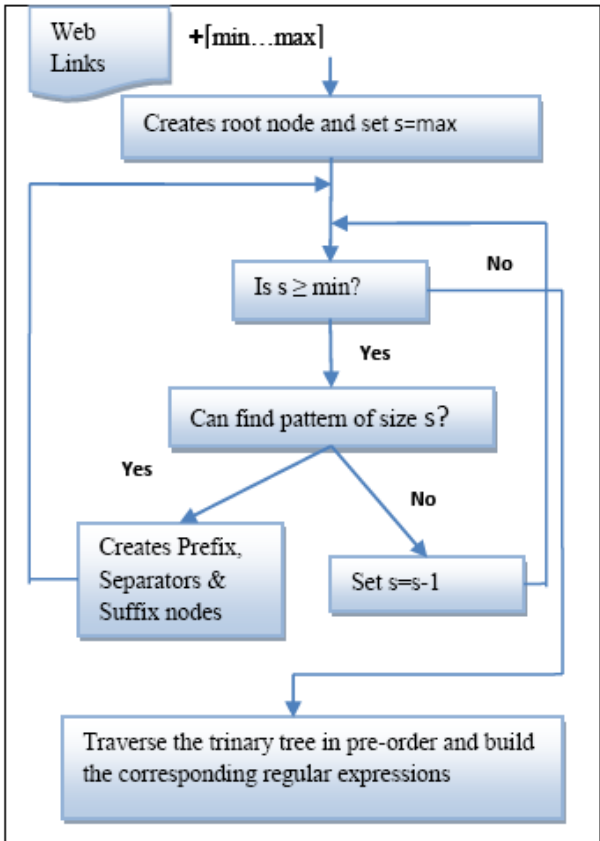 Web
Links
+⌈min…max⌉
Creates root node and set s=max
Is s ≥ min?
No
Yes
Can find pattern of size s?
Yes
No
Creates Prefix,
Separators &
Suffix nodes
Set s=s-1
Traverse the trinary tree in pre-order and build
the corresponding regular expressions